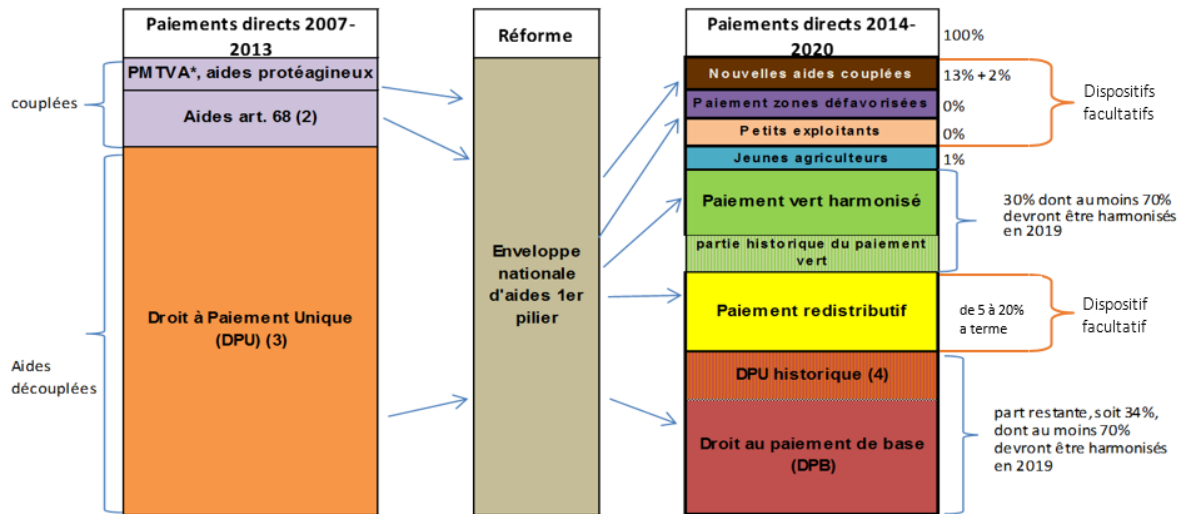 Paiements directs 2007-
2013
couplées
PMTVA*, aides protéagineux
Aides art. 68 (2)
Aides
découplées
Droit à Paiement Unique
(DPU) (3)
Réforme
Enveloppe
nationale
d'aides 1er
pilier
Paiements directs 2014-
2020
100%
Nouvelles aides couplées
13% + 2%
Paiement zones défavorisées
0%
Petits exploitants
0%
Dispositifs
facultatifs
Jeunes agriculteurs
1%
Paiement vert harmonisé
partie historique du paiement
vert
30% dont au moins 70%
devront être harmonisés
en 2019
Paiement redistributif
de 5 à 20%
a terme
Dispositif
facultatif
DPU historique (4)
Droit au paiement de base
(DPB)
part restante, soit 34%,
dont au moins 70%
devront être harmonisés
en 2019